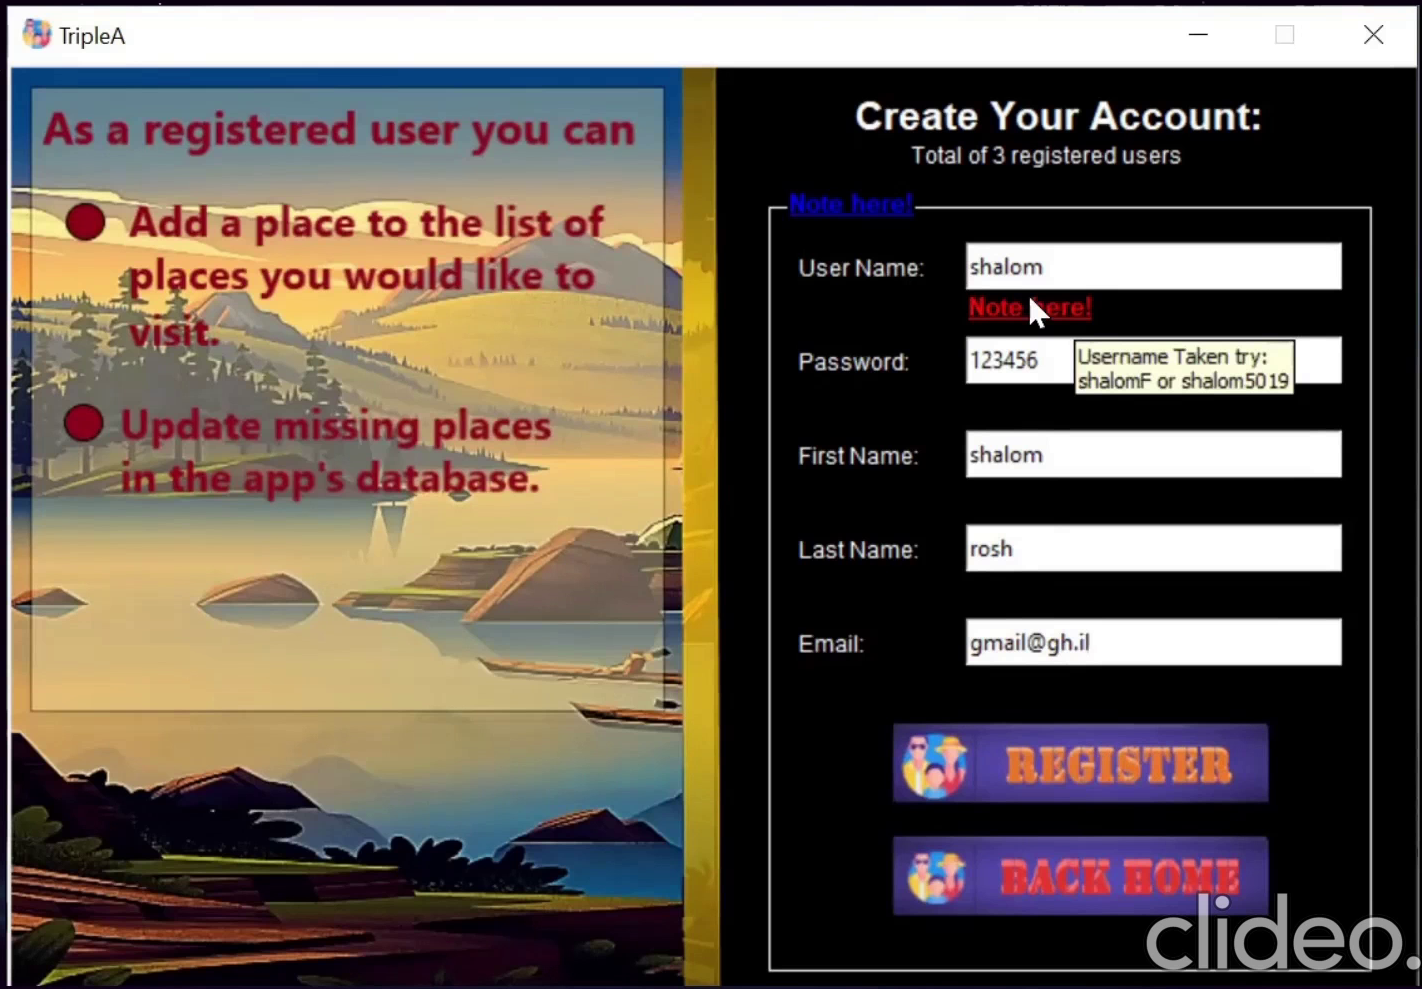 TripleA
As a registered user you can
Add a place to the list of
places you would like to
visit.
Update missing places
in the app's database.
Create Your Account:
Total of 3 registered users
Note here!
User Name: shalom
Note here!
Password: 123456
Username Taken try:
shalomF or shalom5019
First Name: shalom
Last Name: rosh
Email: gmail@gh.il
REGISTER
BACK HOME
clideo.